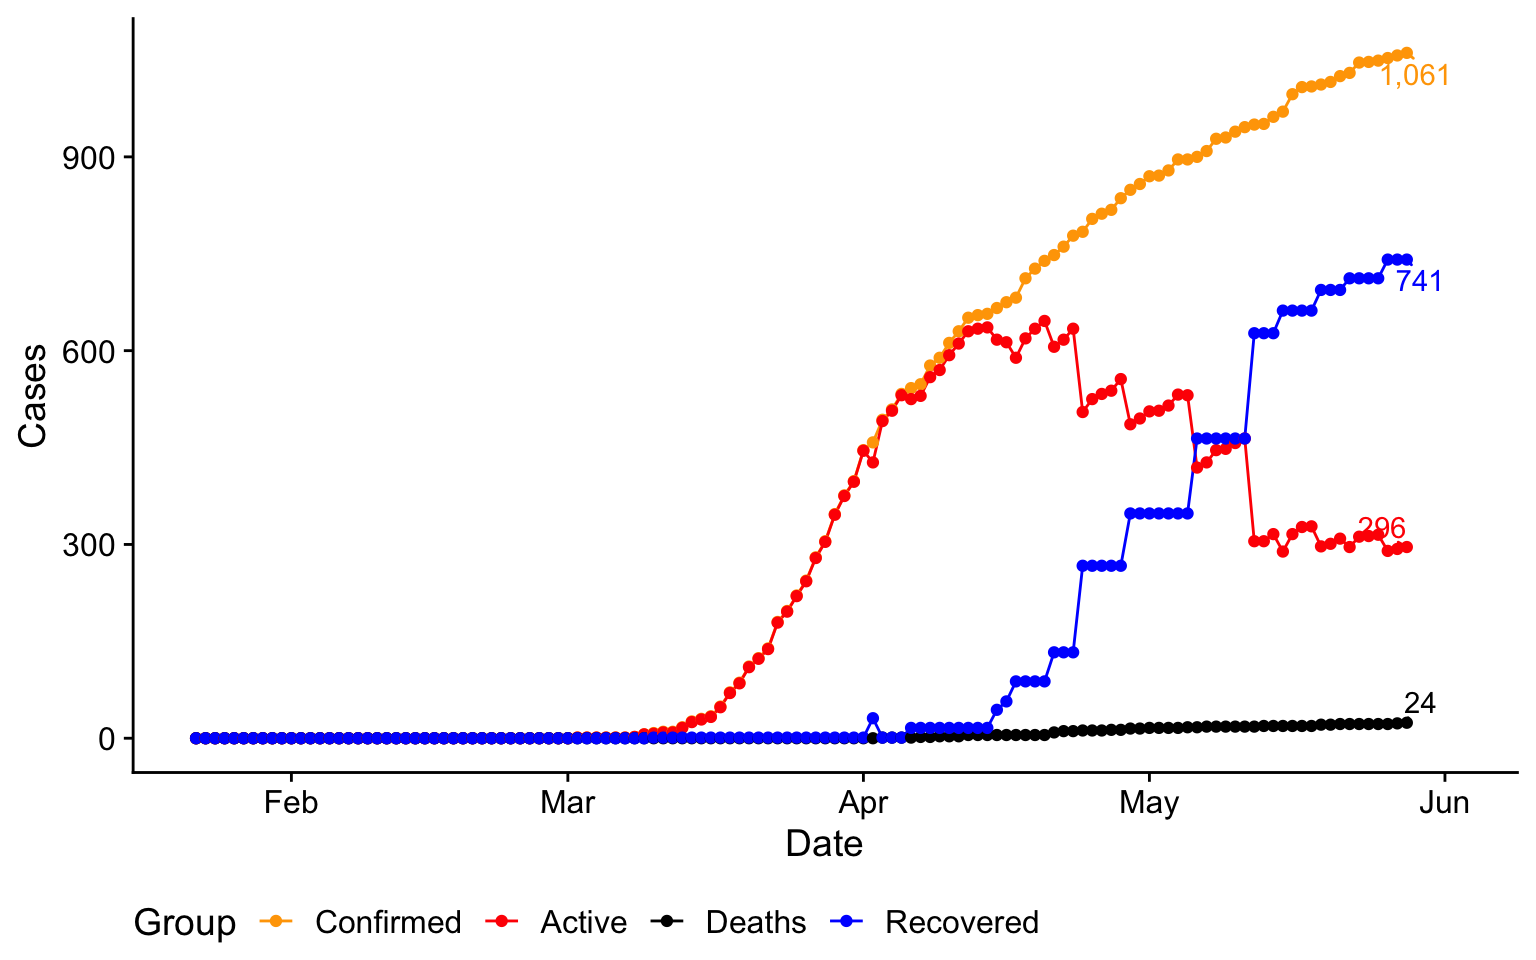 1,061
900
741
Cases
600
300
296
24
0
Feb Mar Apr May Jun
Date
Group Confirmed Active Deaths Recovered